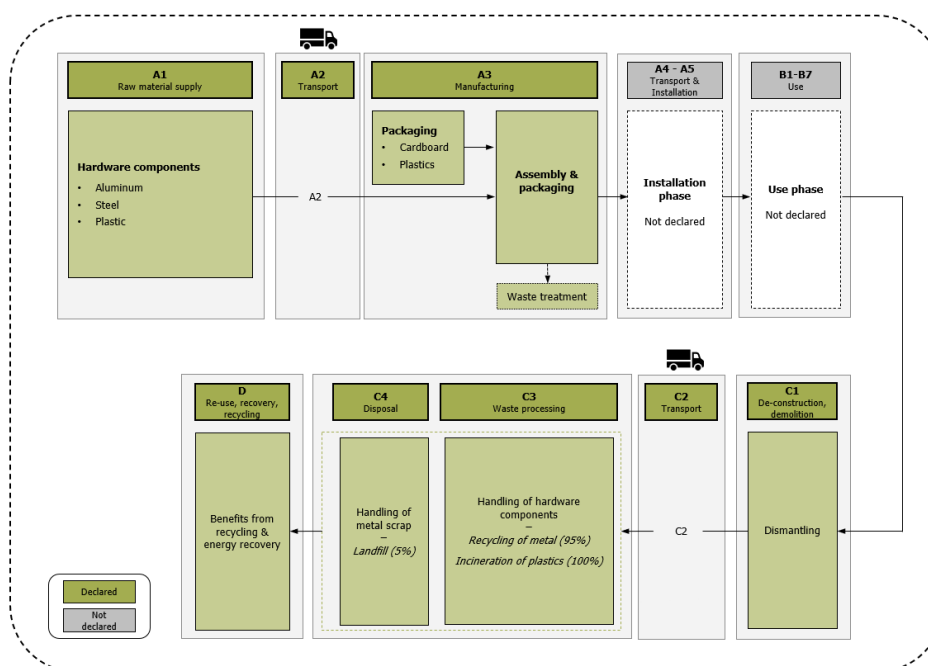 A1
Raw material supply
A2
Transport
A3
Manufacturing
A4 - A5
Transport &
Installation
B1-B7
Use
Hardware components
• Aluminum
• Steel
• Plastic
A2
Packaging
• Cardboard
• Plastics
Assembly &
packaging
Waste treatment
Installation
phase
Not declared
Use phase
Not declared
D
Re-use, recovery,
recycling
C4
Disposal
C3
Waste processing
C2
Transport
C1
De-construction,
demolition
Benefits from
recycling &
energy recovery
Handling of
metal scrap
–
Landfill (5%)
Handling of hardware
components
–
Recycling of metal (95%)
Incineration of plastics (100%)
C2
Dismantling
Declared
Not
declared